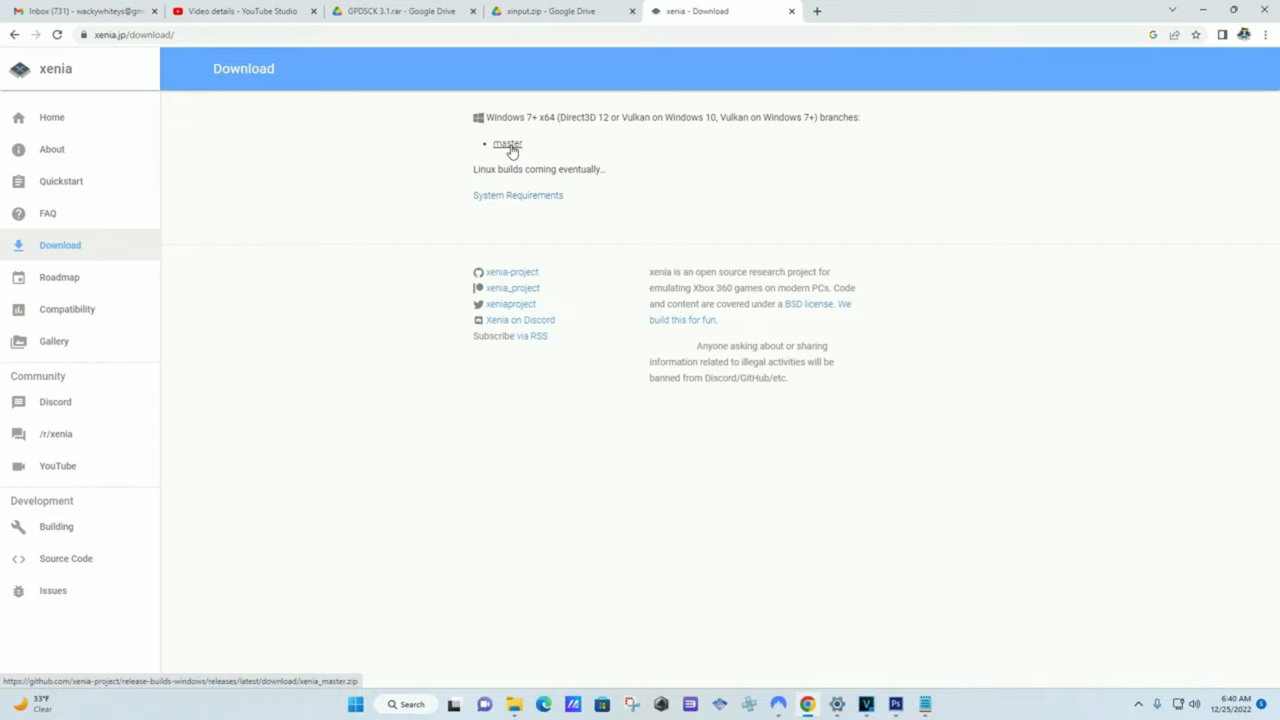 Inbox (731) - wackywhiteys@gm
Video details - YouTube Studio
GPDSCK 3.1.rar - Google Drive
xinput.zip - Google Drive
xenia - Download
xenia.jp/download/
xenia
Download
Home
About
Quickstart
FAQ
Download
Roadmap
Compatibility
Gallery
Community
Discord
/r/xenia
YouTube
Development
Building
Source Code
Issues
Windows 7+ x64 (Direct3D 12 or Vulkan on Windows 10, Vulkan on Windows 7+) branches:
• master
Linux builds coming eventually...
System Requirements
xenia-project
xenia_project
xeniaproject
Xenia on Discord
Subscribe via RSS
xenia is an open source research project for
emulating Xbox 360 games on modern PCs. Code
and content are covered under a BSD license. We
build this for fun.
Anyone asking about or sharing
information related to illegal activities will be
banned from Discord/GitHub/etc.
https://github.com/xenia-project/release-builds-windows/releases/latest/download/xenia_master.zip
33°F
Clear
Search
6:40 AM
12/25/2022